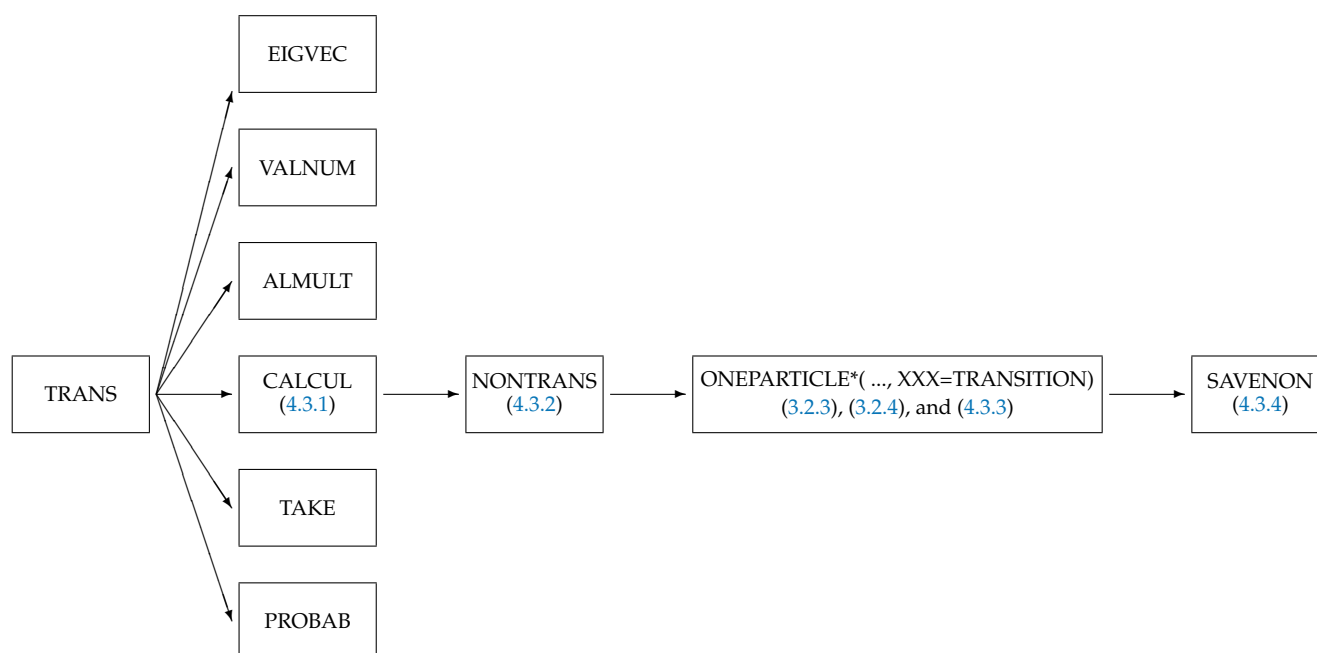 EIGVEC
VALNUM
ALMULT
TRANS
CALCUL
(4.3.1)
NONTRANS
(4.3.2)
ONEPARTICLE*( ..., XXX=TRANSITION)
(3.2.3), (3.2.4), and (4.3.3)
SAVENON
(4.3.4)
TAKE
PROBAB